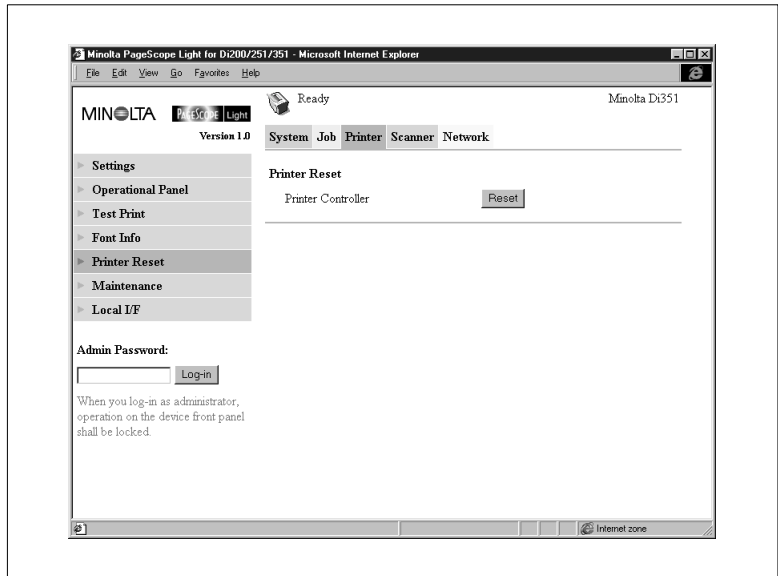 Minolta PageScope Light for Di200/251/351 - Microsoft Internet Explorer
File Edit View Go Favorites Help
MINOLTA PAGESCOPE Light
Version 1.0
Ready
Minolta Di351
System Job Printer Scanner Network
Settings
Operational Panel
Test Print
Font Info
Printer Reset
Maintenance
Local I/F
Printer Reset
Printer Controller Reset
Admin Password:
Log-in
When you log-in as administrator,
operation on the device front panel
shall be locked.
Internet zone